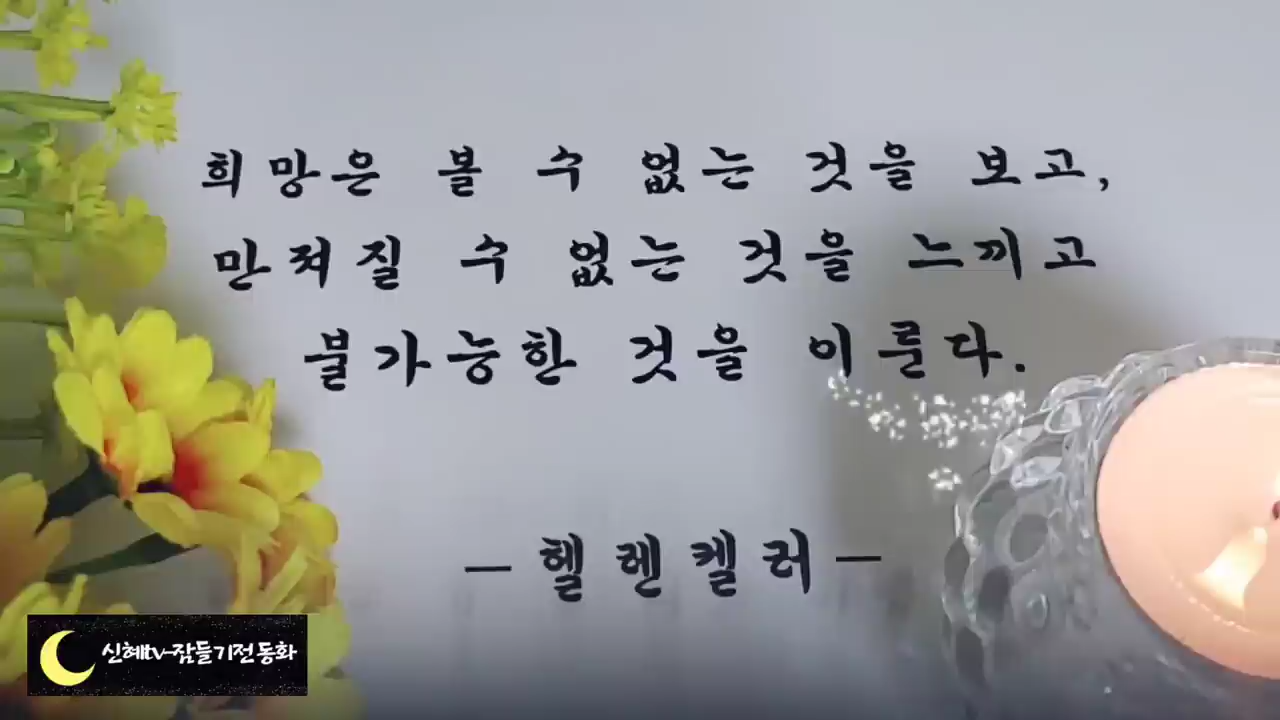 희망은 볼 수 없는 것을 보고,
만져질 수 없는 것을 느끼고
불가능한 것을 이룬다.
- 헬렌켈러 -
신혜tv-잠들기전동화